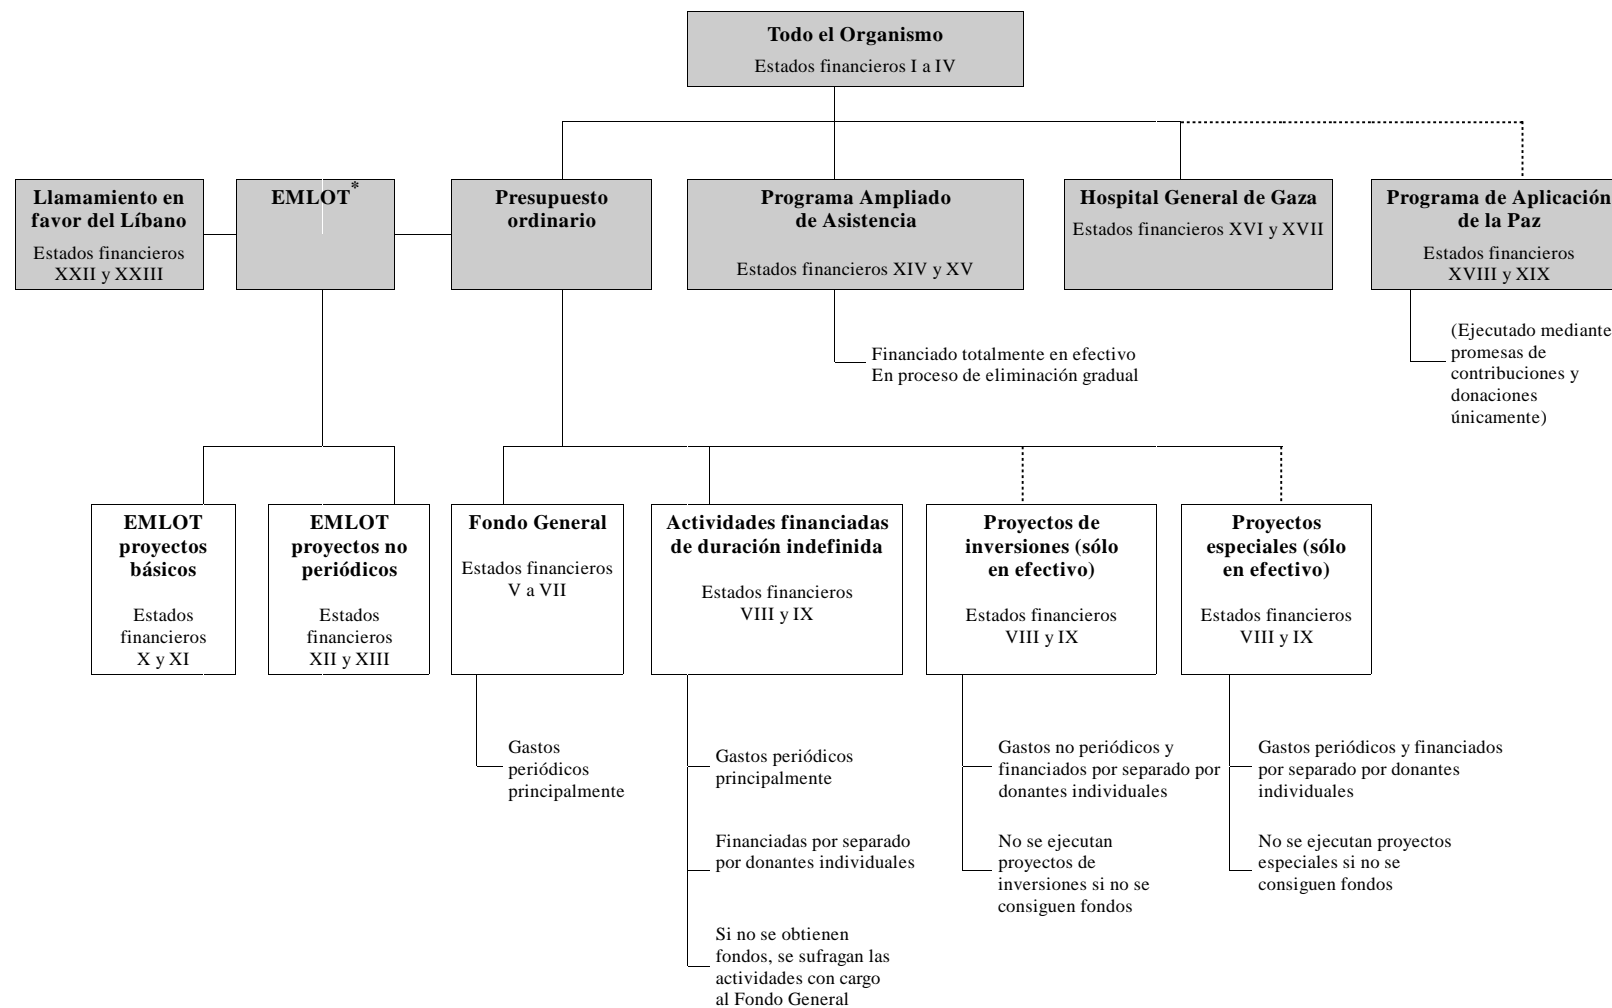 Todo el Organismo
Estados financieros I a IV
Llamamiento en
favor del Líbano
Estados financieros
XXII y XXIII
EMLOT*
Presupuesto
ordinario
Programa Ampliado
de Asistencia
Estados financieros XIV y XV
Hospital General de Gaza
Estados financieros XVI y XVII
Programa de Aplicación
de la Paz
Estados financieros
XVIII y XIX
Financiado totalmente en efectivo
En proceso de eliminación gradual
(Ejecutado mediante
promesas de
contribuciones y
donaciones
únicamente)
EMLOT
proyectos
básicos
Estados
financieros
X y XI
EMLOT
proyectos no
periódicos
Estados
financieros
XII y XIII
Fondo General
Estados financieros
V a VII
Actividades financiadas
de duración indefinida
Estados financieros
VIII y IX
Proyectos de
inversiones (sólo
en efectivo)
Estados financieros
VIII y IX
Proyectos
especiales (sólo
en efectivo)
Estados financieros
VIII y IX
Gastos
periódicos
principalmente
Gastos periódicos
principalmente
Financiadas por separado
por donantes individuales
Si no se obtienen
fondos, se sufragan las
actividades con cargo
al Fondo General
Gastos no periódicos y
financiados por separado por
donantes individuales
No se ejecutan
proyectos de
inversiones si no se
consiguen fondos
Gastos periódicos y financiados
por separado por donantes
individuales
No se ejecutan proyectos
especiales si no se
consiguen fondos